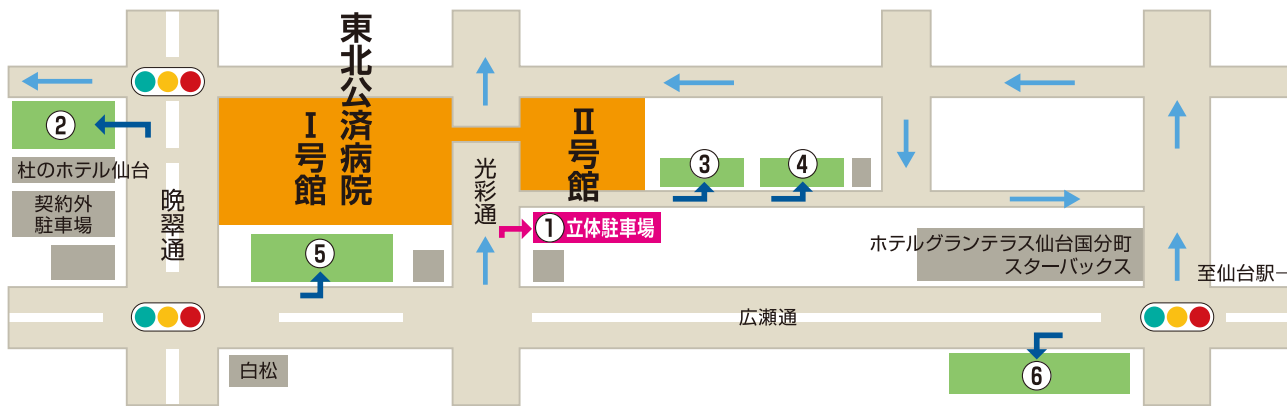 東北公済病院
Ⅰ号館
Ⅱ号館
②
杜のホテル仙台
契約外
駐車場
晩翠通
光彩通
③
④
①立体駐車場
⑤
ホテルグランテラス仙台国分町
スターバックス
至仙台駅
広瀬通
白松
⑥